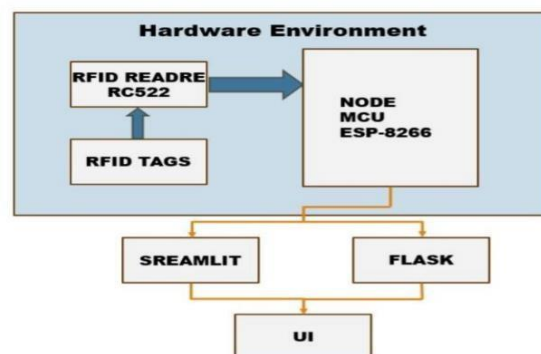 Hardware Environment
RFID READRE
RC522
NODE
MCU
ESP-8266
RFID TAGS
SREAMLIT
FLASK
UI